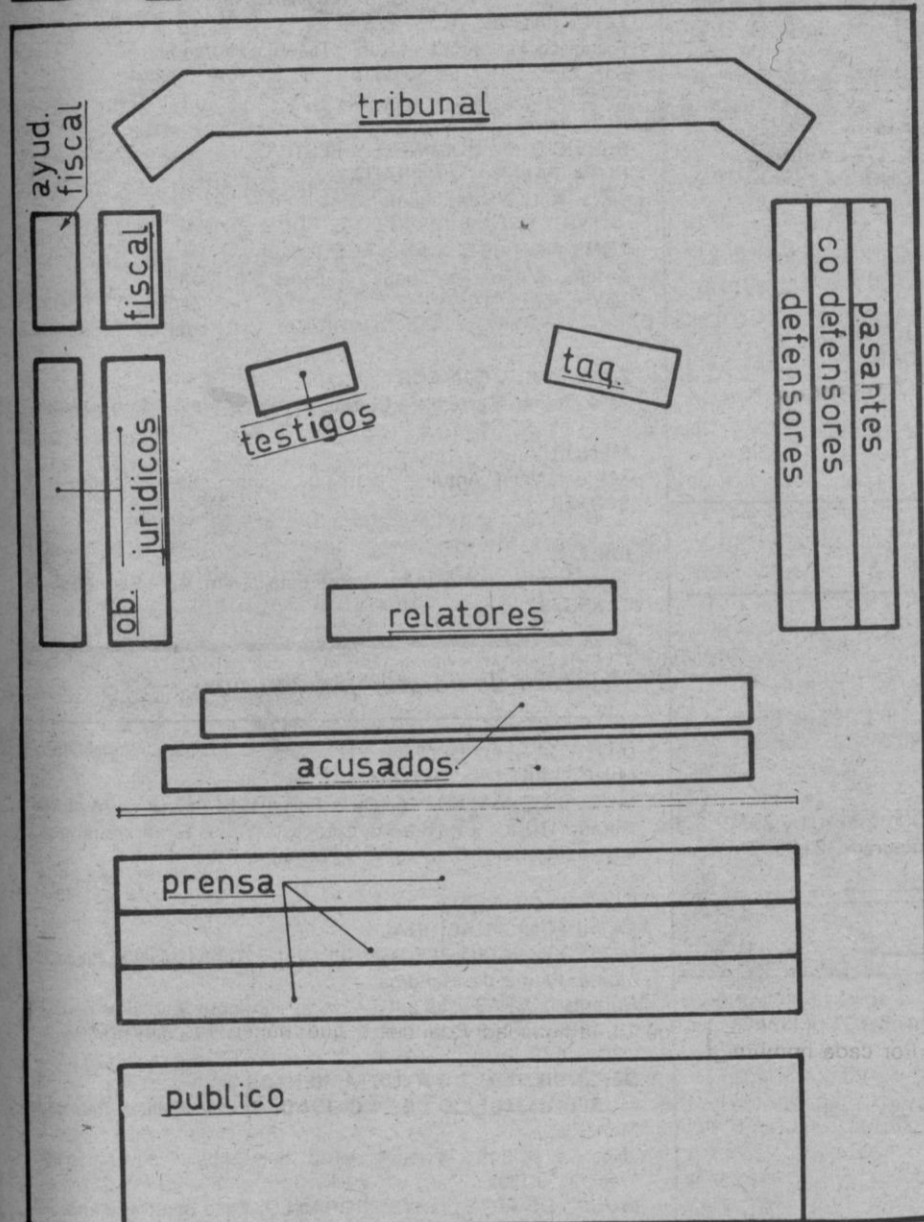 tribunal
ayud.
fiscal
fiscal
pasantes
co defensores
defensores
taq.
testigos
ob. juridicos
relatores
acusados
prensa
publico